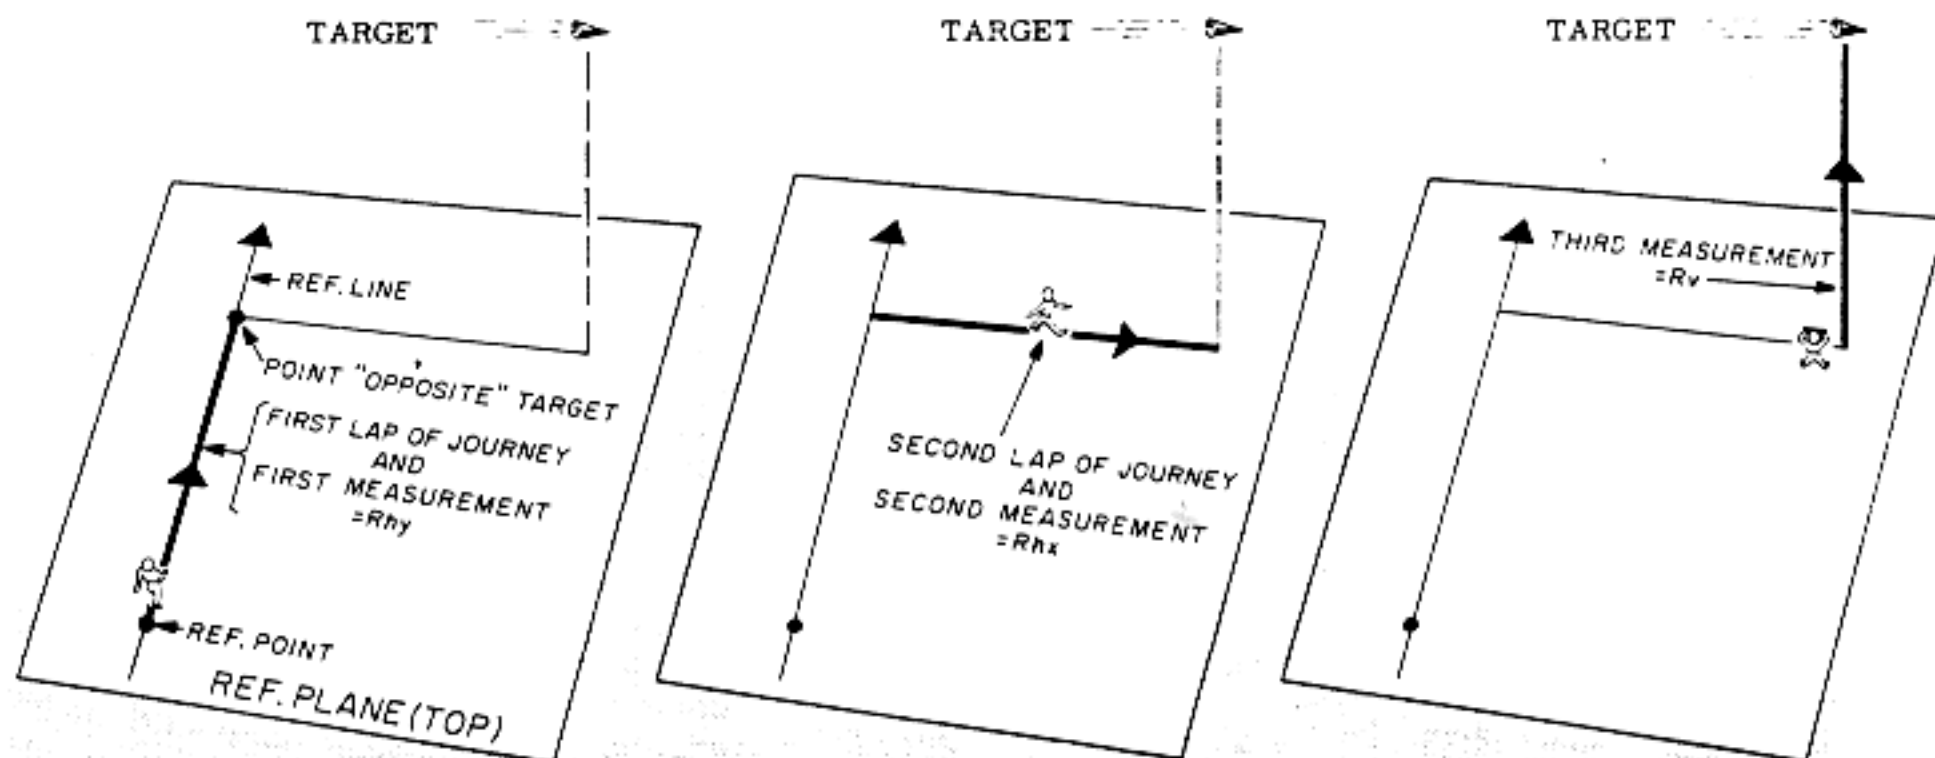 TARGET
REF. LINE
POINT "OPPOSITE" TARGET
FIRST LAP OF JOURNEY
AND
FIRST MEASUREMENT
=Rhy
REF. POINT
REF. PLANE (TOP)
TARGET
SECOND LAP OF JOURNEY
AND
SECOND MEASUREMENT
=Rhx
TARGET
THIRD MEASUREMENT
=Rv